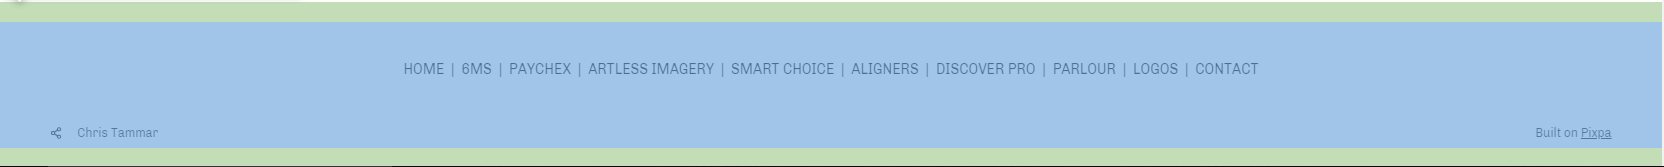 HOME | 6MS | PAYCHEX | ARTLESS IMAGERY | SMART CHOICE | ALIGNERS | DISCOVER PRO | PARLOUR | LOGOS | CONTACT
Chris Tammar
Built on Pixpa